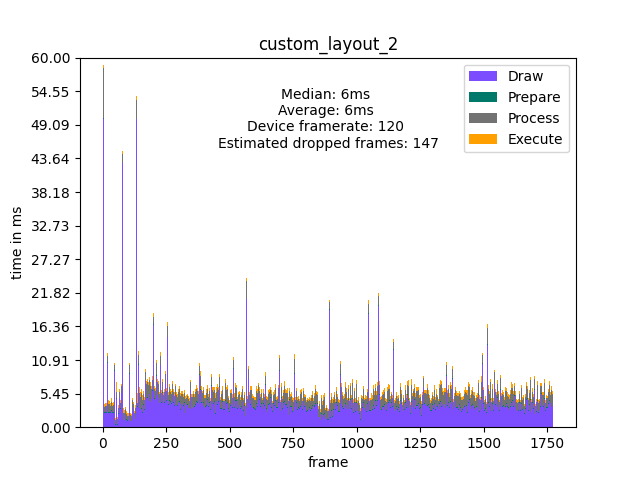 custom_layout_2
60.00
54.55
49.09
43.64
38.18
32.73
27.27
21.82
16.36
10.91
5.45
0.00
time in ms
Median: 6ms
Average: 6ms
Device framerate: 120
Estimated dropped frames: 147
Draw
Prepare
Process
Execute
0 250 500 750 1000 1250 1500 1750
frame